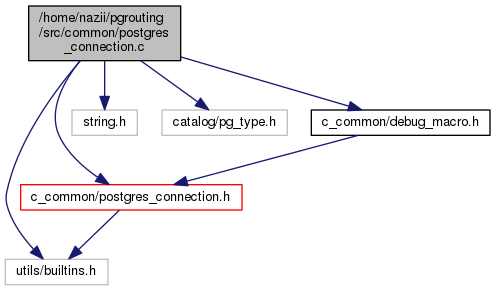 /home/nazii/pgrouting
/src/common/postgres
_connection.c
string.h
catalog/pg_type.h
c_common/debug_macro.h
c_common/postgres_connection.h
utils/builtins.h